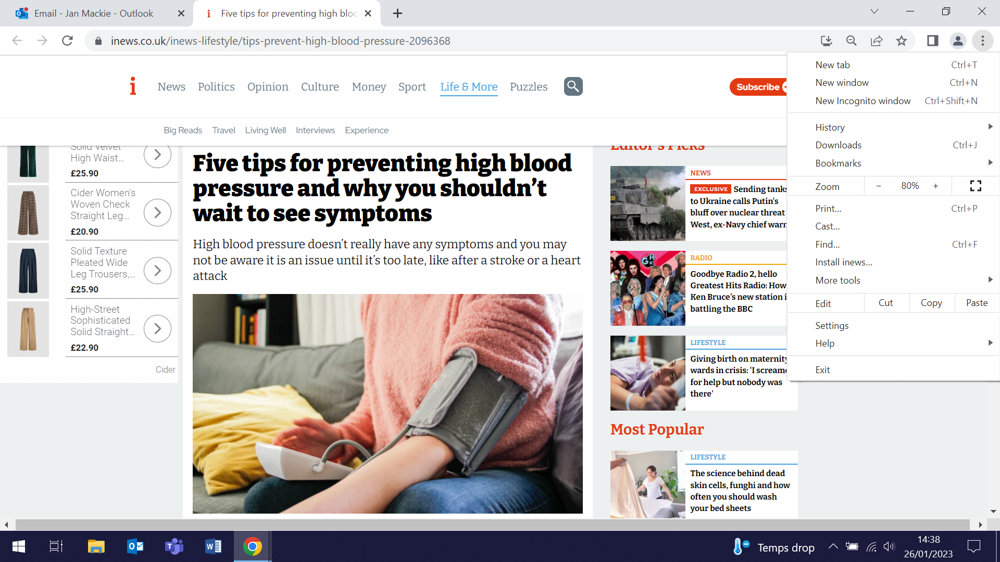 Email - Jan Mackie - Outlook
Five tips for preventing high bloo
inews.co.uk/inews-lifestyle/tips-prevent-high-blood-pressure-2096368
i
News Politics Opinion Culture Money Sport Life & More Puzzles
Subscribe
Big Reads Travel Living Well Interviews Experience
Solid Velvet
High Waist...
£25.90
Cider Women's
Woven Check
Straight Leg...
£20.90
Solid Texture
Pleated Wide
Leg Trousers,...
£25.90
High-Street
Sophisticated
Solid Straight...
£22.90
Cider
Five tips for preventing high blood
pressure and why you shouldn’t
wait to see symptoms
High blood pressure doesn’t really have any symptoms and you may
not be aware it is an issue until it’s too late, like after a stroke or a heart
attack
Editor's Picks
NEWS
EXCLUSIVE Sending tanks
to Ukraine calls Putin's
bluff over nuclear threat
West, ex-Navy chief warn
RADIO
Goodbye Radio 2, hello
Greatest Hits Radio: How
Ken Bruce's new station i
battling the BBC
GHR
LIFESTYLE
Giving birth on maternity
wards in crisis: 'I scream
for help but nobody was
there'
Most Popular
LIFESTYLE
The science behind dead
skin cells, funghi and how
often you should wash
your bed sheets
New tab Ctrl+T
New window Ctrl+N
New Incognito window Ctrl+Shift+N
History
Downloads Ctrl+J
Bookmarks
Zoom − 80% +
Print... Ctrl+P
Cast...
Find... Ctrl+F
Install inews...
More tools
Edit Cut Copy Paste
Settings
Help
Exit
Temps drop
14:38
26/01/2023